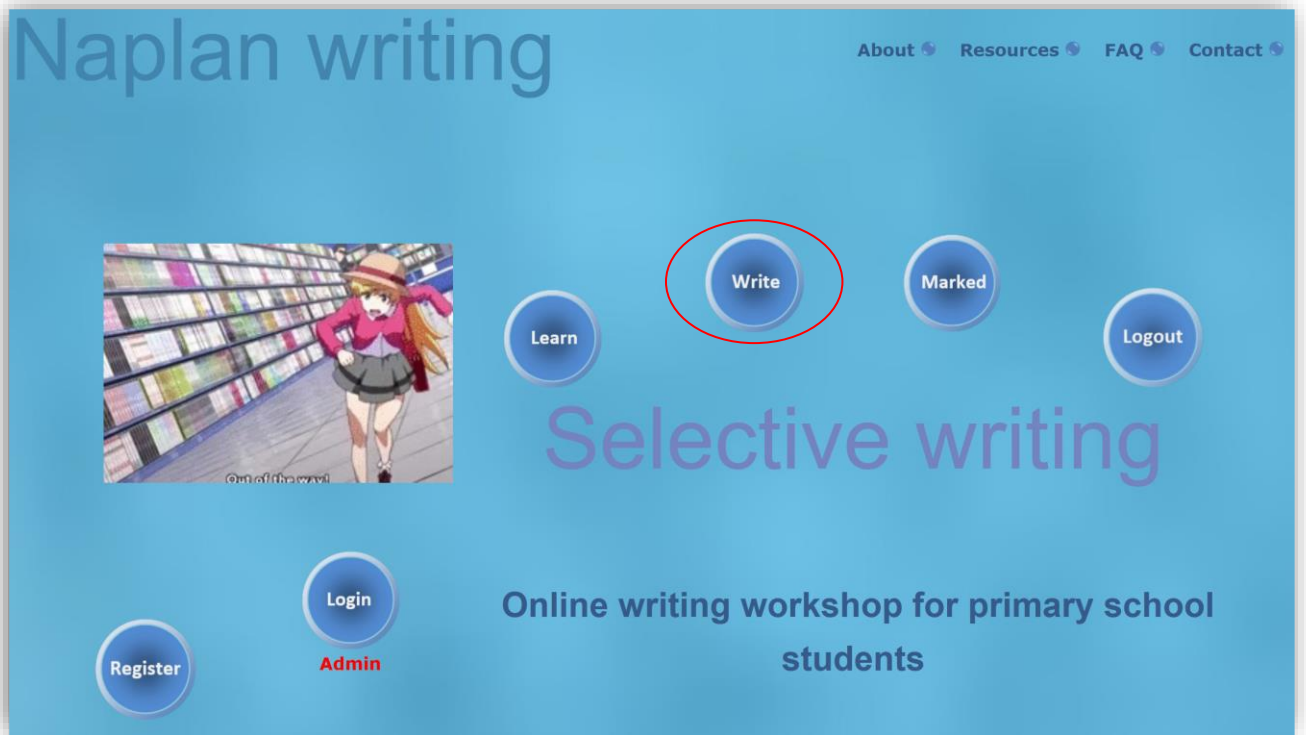 Naplan writing
About Resources FAQ Contact
Write
Marked
Learn
Logout
Out of the way!
Selective writing
Login
Admin
Register
Online writing workshop for primary school
students